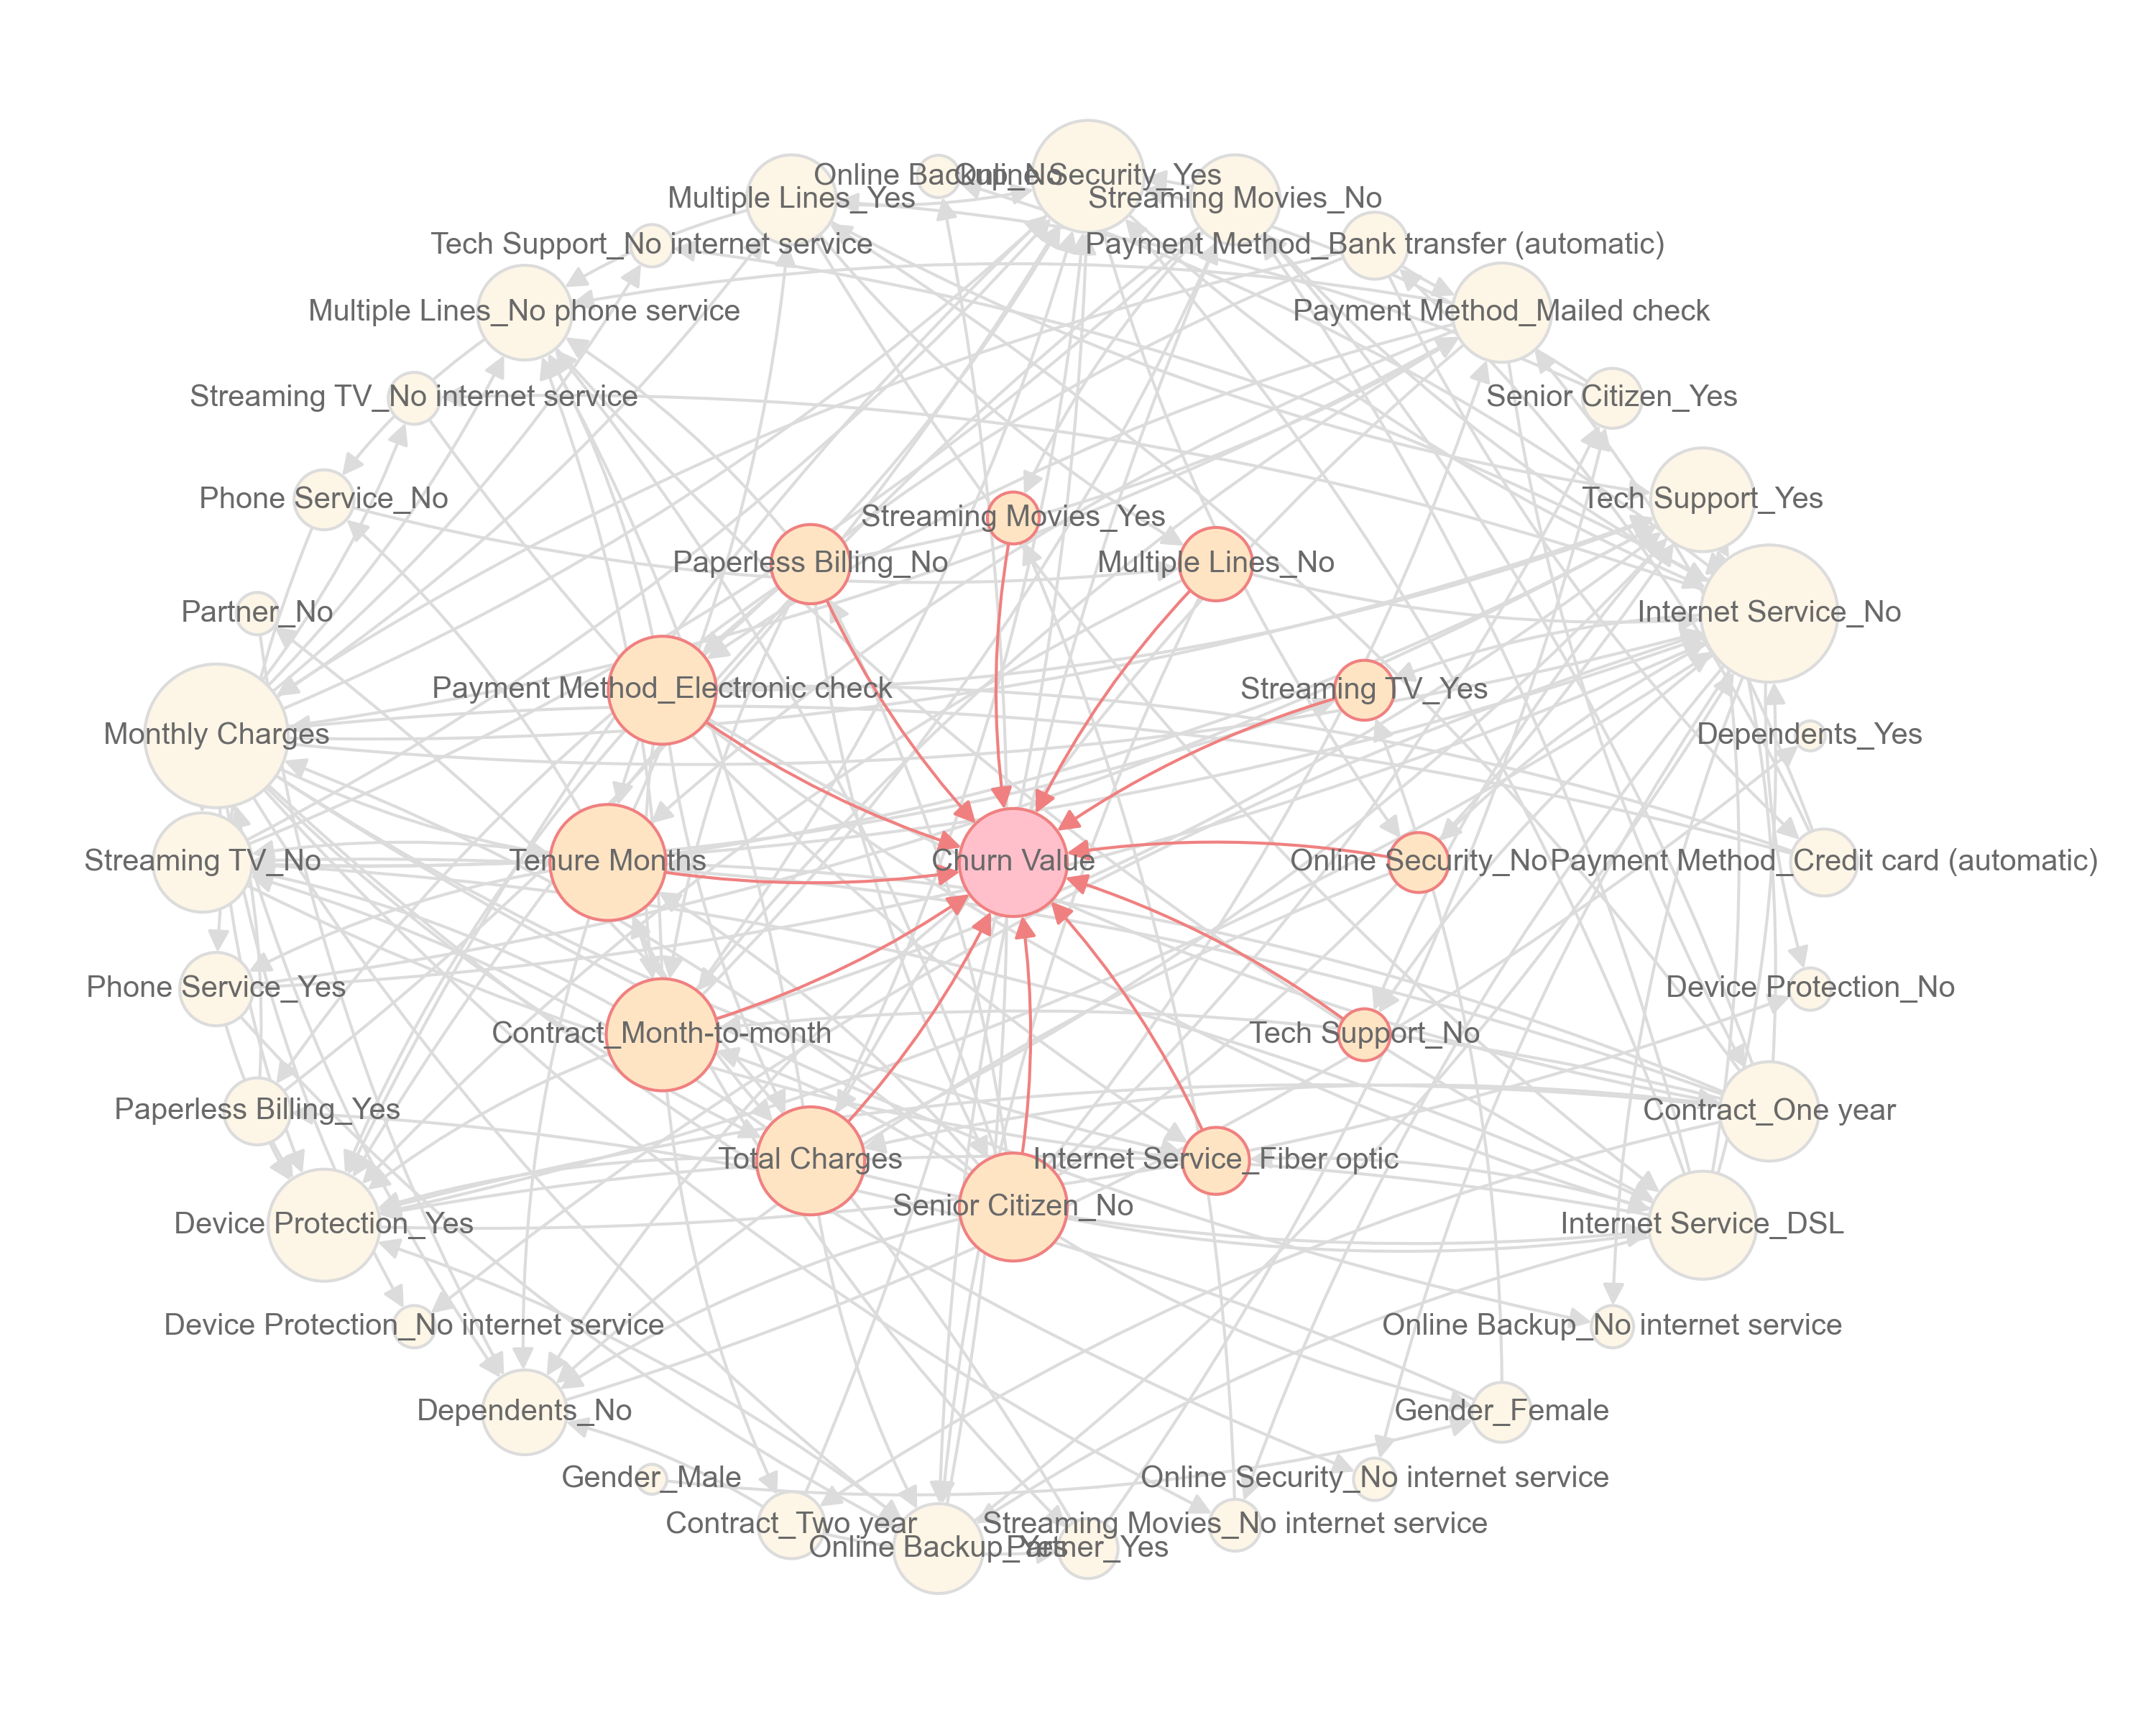 Online Backup_No
Online Security_Yes
Multiple Lines_Yes
Streaming Movies_No
Tech Support_No internet service
Payment Method_Bank transfer (automatic)
Multiple Lines_No phone service
Payment Method_Mailed check
Streaming TV_No internet service
Senior Citizen_Yes
Phone Service_No
Tech Support_Yes
Streaming Movies_Yes
Paperless Billing_No
Multiple Lines_No
Partner_No
Internet Service_No
Payment Method_Electronic check
Streaming TV_Yes
Monthly Charges
Dependents_Yes
Streaming TV_No
Tenure Months
Churn Value
Online Security_No
Payment Method_Credit card (automatic)
Phone Service_Yes
Device Protection_No
Contract_Month-to-month
Tech Support_No
Paperless Billing_Yes
Contract_One year
Total Charges
Internet Service_Fiber optic
Senior Citizen_No
Device Protection_Yes
Internet Service_DSL
Device Protection_No internet service
Online Backup_No internet service
Dependents_No
Gender_Female
Gender_Male
Online Security_No internet service
Contract_Two year
Streaming Movies_No internet service
Online Backup_Yes
Partner_Yes